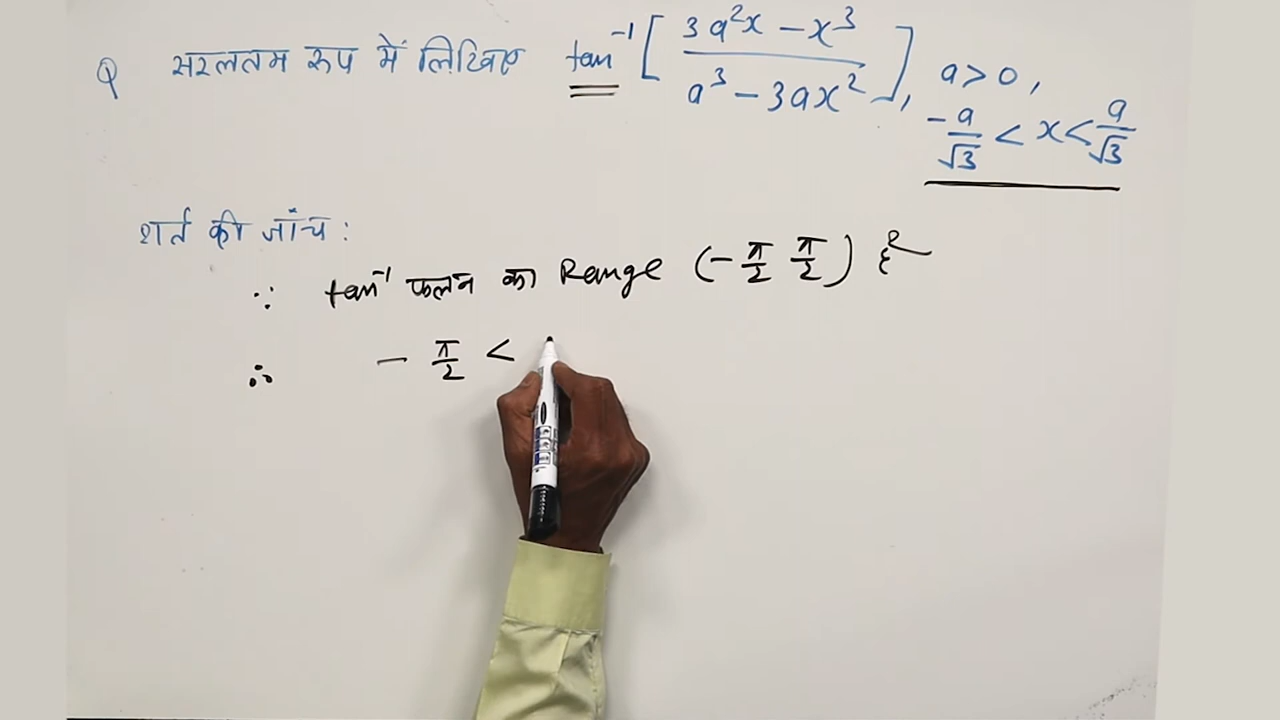 Q सरलतम रूप में लिखिए tan⁻¹ [ (3a²x - x³) / (a³ - 3ax²) ], a > 0,
-a/√3 < x < a/√3
शर्त की जाँच :
∵ tan⁻¹ फलन का Range (-π/2 π/2) है
∴ - π/2 <